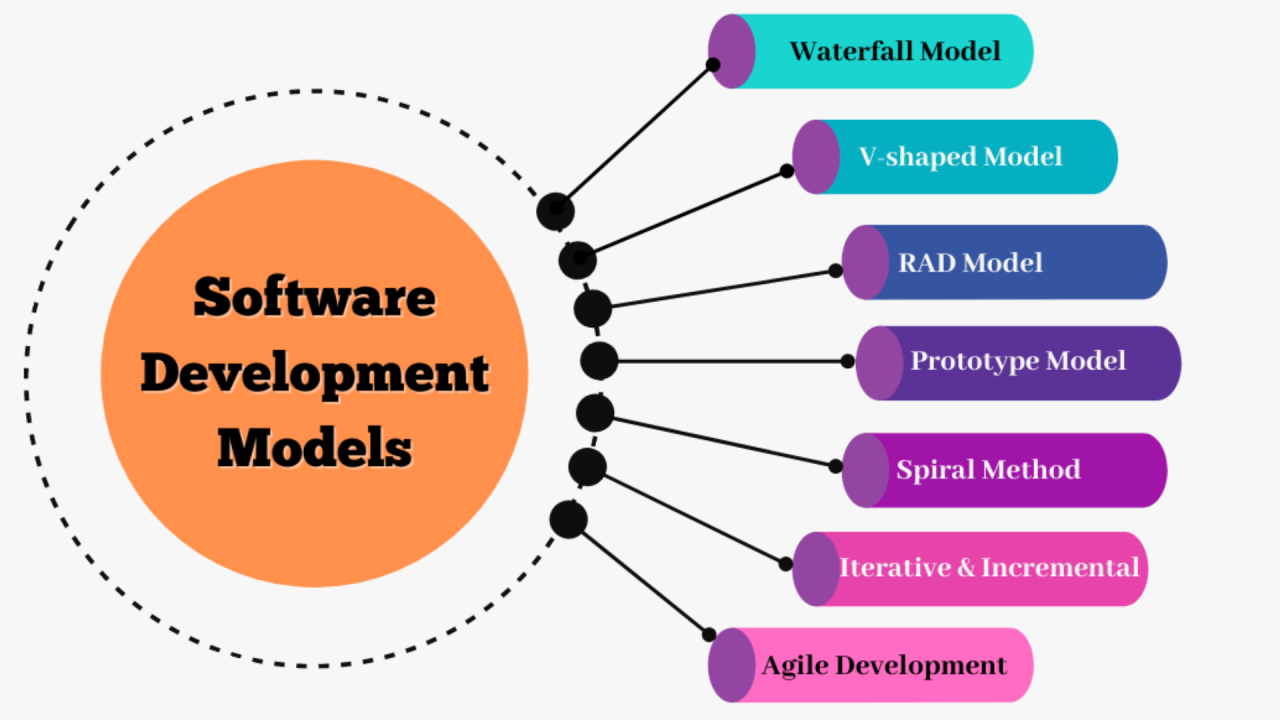 Software
Development
Models
Waterfall Model
V-shaped Model
RAD Model
Prototype Model
Spiral Method
Iterative & Incremental
Agile Development